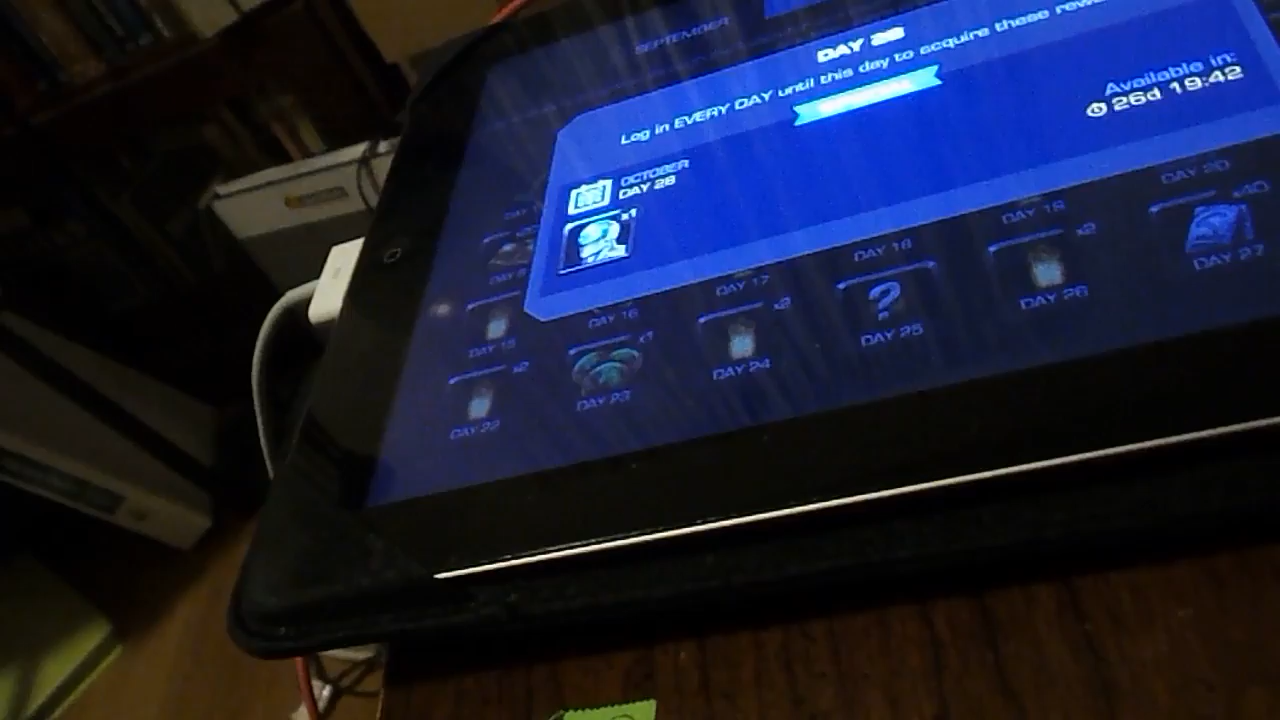 SEPTEMBER
DAY 28
Log in EVERY DAY until this day to acquire these
Available in:
26d 19:42
OCTOBER
DAY 28
x1
DAY 20
DAY 19
DAY 18
DAY 17
DAY 16
x40
DAY 27
x2
DAY 26
DAY 25
DAY 15
x2
DAY 24
x1
DAY 23
x2
DAY 22